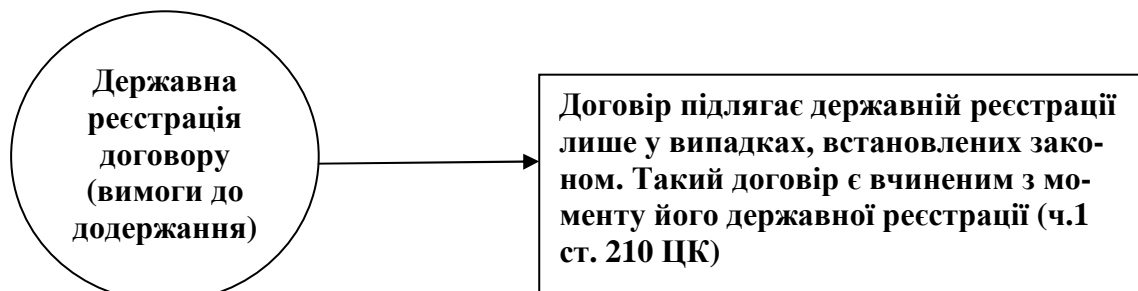 Державна
реєстрація
договору
(вимоги до
додержання)
Договір підлягає державній реєстрації
лише у випадках, встановлених зако-
ном. Такий договір є вчиненим з мо-
менту його державної реєстрації (ч.1
ст. 210 ЦК)